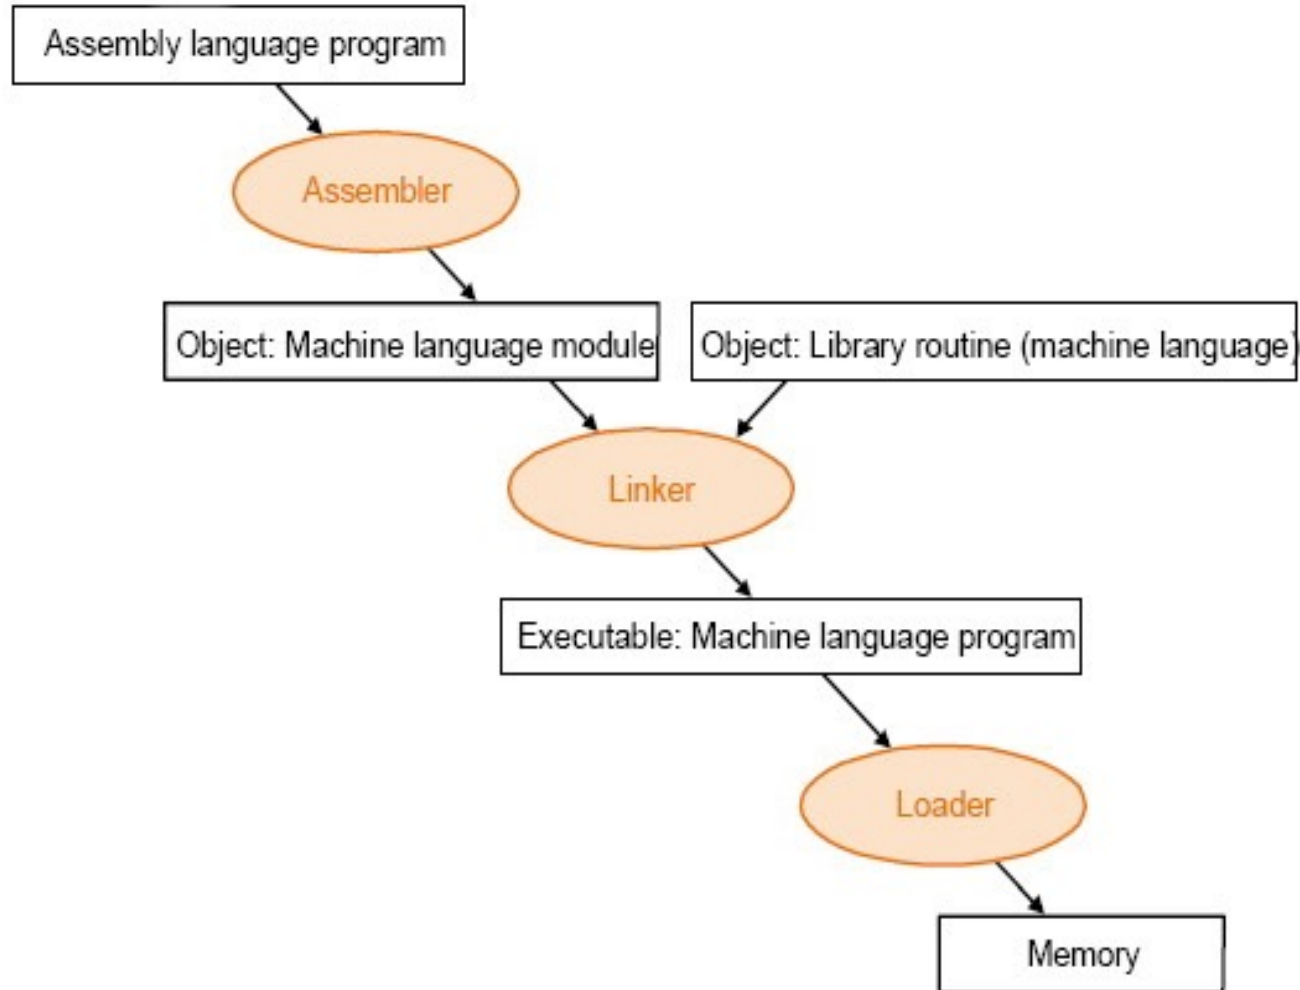 Assembly language program
Assembler
Object: Machine language module
Object: Library routine (machine language)
Linker
Executable: Machine language program
Loader
Memory